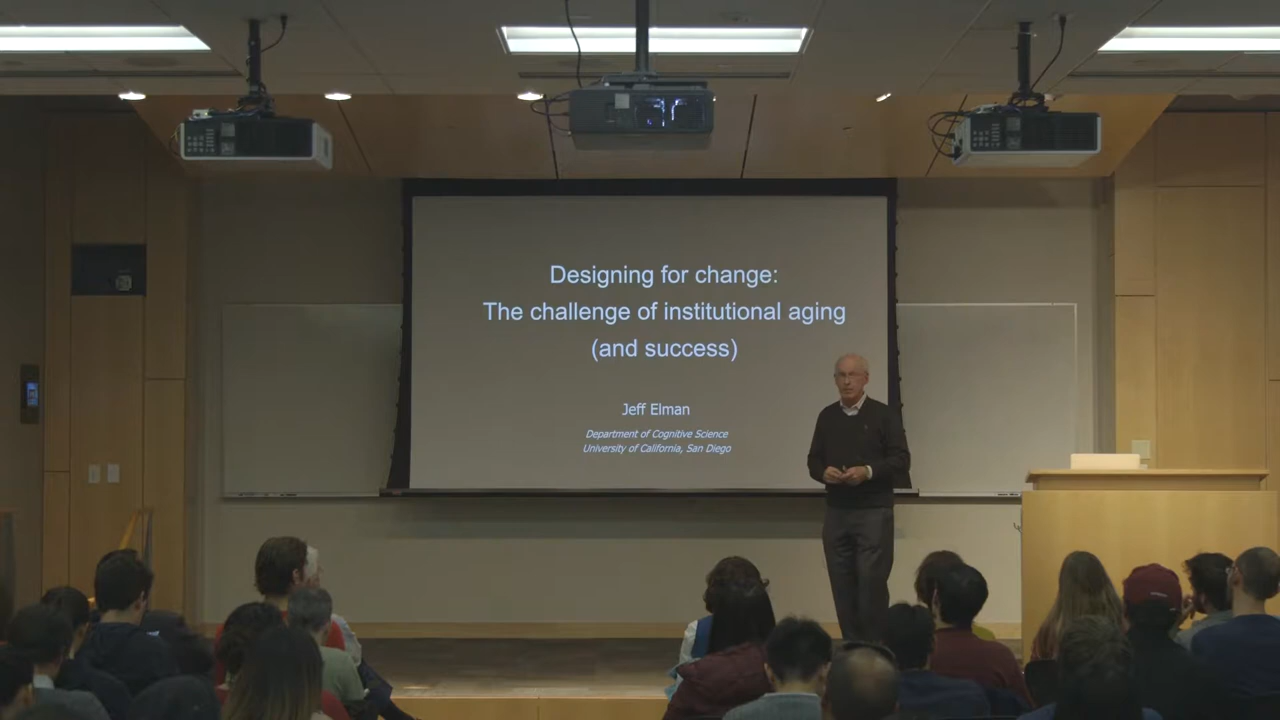 Designing for change:
The challenge of institutional aging
(and success)
Jeff Elman
Department of Cognitive Science
University of California, San Diego